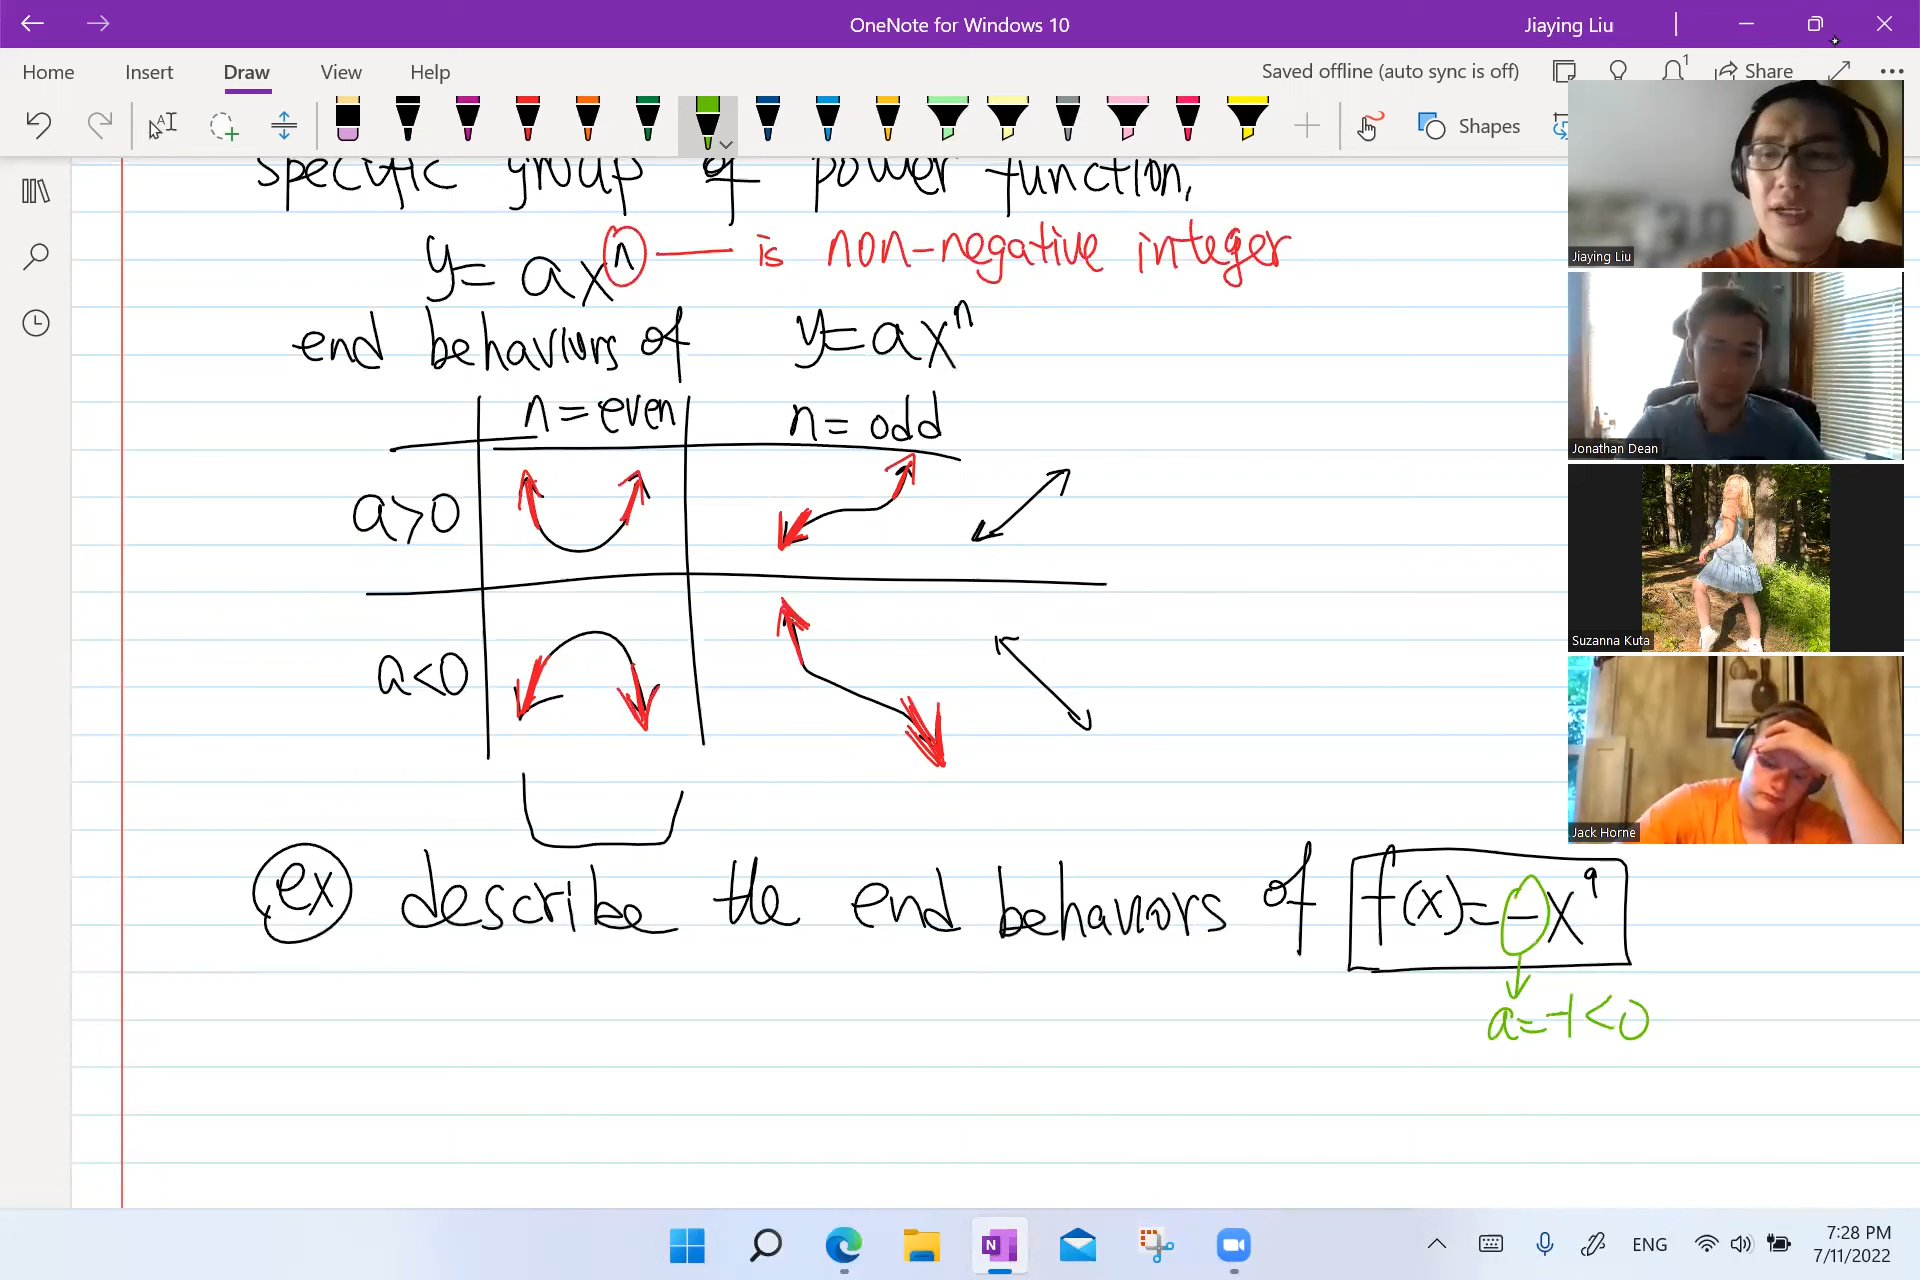 OneNote for Windows 10
Jiaying Liu
Home Insert Draw View Help
Saved offline (auto sync is off)
1
Share
Shapes
specific group of power function,
y = ax^n — is non-negative integer
end behaviors of y = ax^n
n = even n = odd
a>0
a<0
ex describe the end behaviors of f(x) = -x^9
a = -1 < 0
Jiaying Liu
Jonathan Dean
Suzanna Kuta
Jack Horne
ENG
7:28 PM
7/11/2022